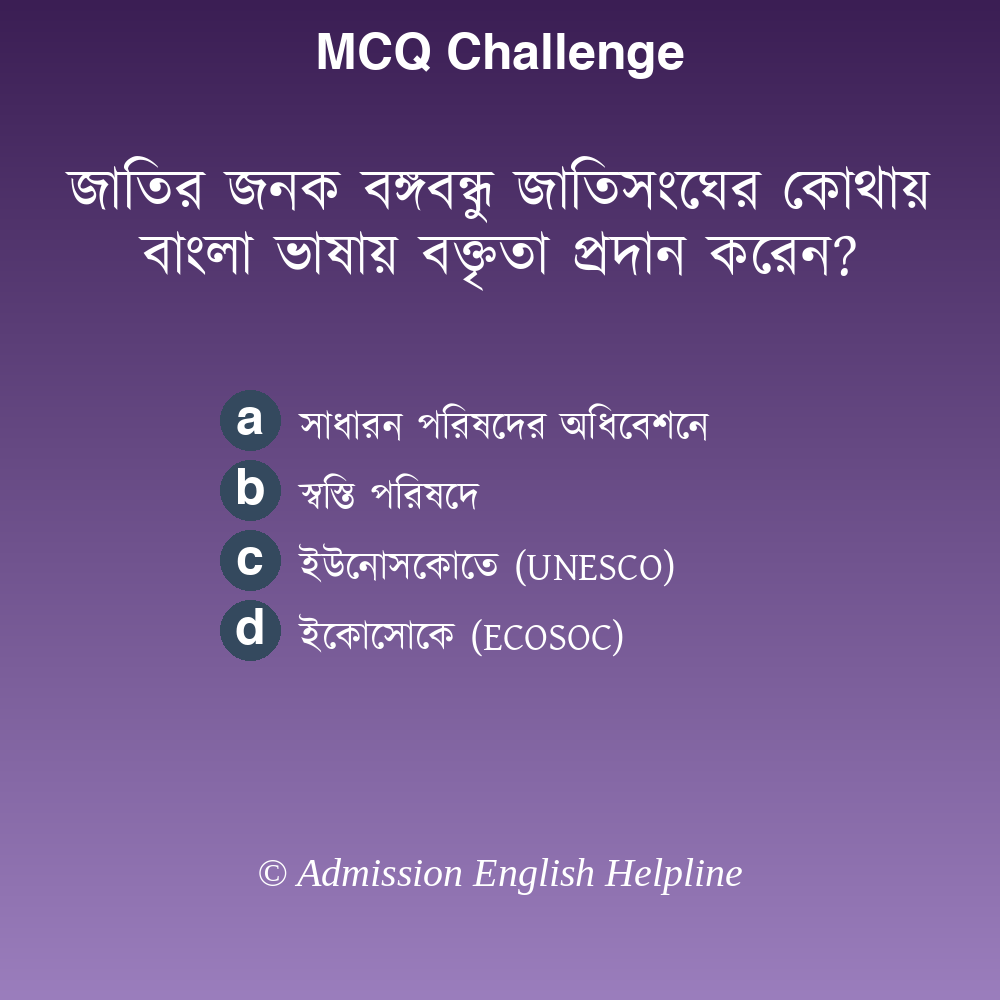 MCQ Challenge
জাতির জনক বঙ্গবন্ধু জাতিসংঘের কোথায়
বাংলা ভাষায় বক্তৃতা প্রদান করেন?
a সাধারন পরিষদের অধিবেশনে
b স্বস্তি পরিষদে
c ইউনোসকোতে (UNESCO)
d ইকোসোকে (ECOSOC)
© Admission English Helpline